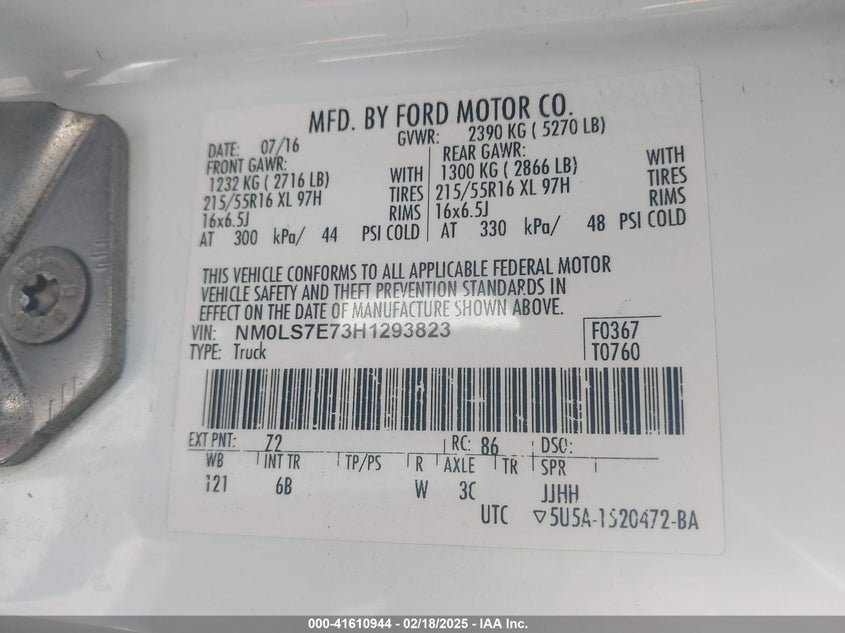 MFD. BY FORD MOTOR CO.
DATE: 07/16 GVWR: 2390 KG ( 5270 LB)
FRONT GAWR: REAR GAWR:
1232 KG ( 2716 LB) WITH 1300 KG ( 2866 LB) WITH
215/55R16 XL 97H TIRES 215/55R16 XL 97H TIRES
16x6.5J RIMS 16x6.5J RIMS
AT 300 kPa/ 44 PSI COLD AT 330 kPa/ 48 PSI COLD
THIS VEHICLE CONFORMS TO ALL APPLICABLE FEDERAL MOTOR
VEHICLE SAFETY AND THEFT PREVENTION STANDARDS IN
EFFECT ON THE DATE OF MANUFACTURE SHOWN ABOVE.
VIN: NM0LS7E73H1293823 F0367
TYPE: Truck T0760
EXT PNT: Z2 RC: 86 DSO:
WB INT TR TP/PS R AXLE TR SPR
121 6B W 3C JJHH
UTC ▽5U5A-1520472-BA
000-41610944 - 02/18/2025 - IAA Inc.